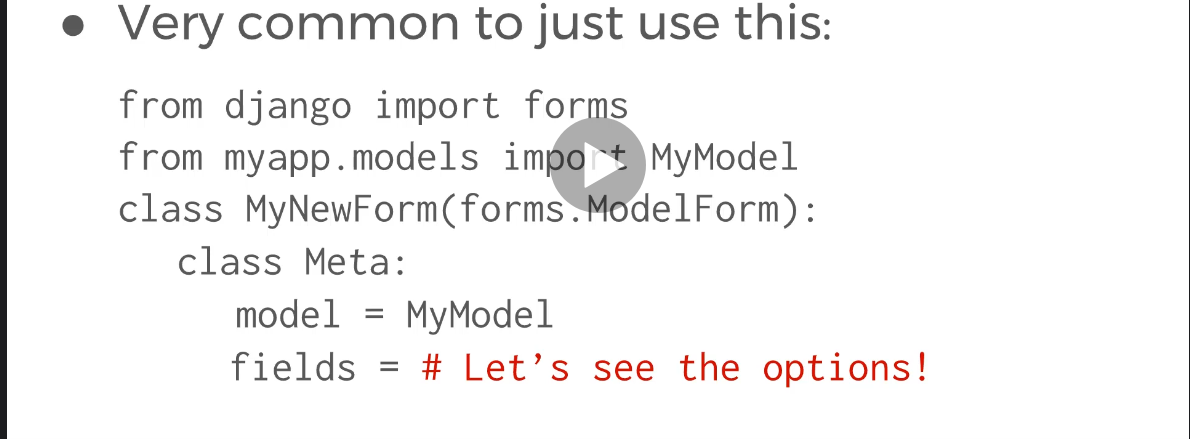 ● Very common to just use this:
from django import forms
from myapp.models import MyModel
class MyNewForm(forms.ModelForm):
class Meta:
model = MyModel
fields = # Let’s see the options!